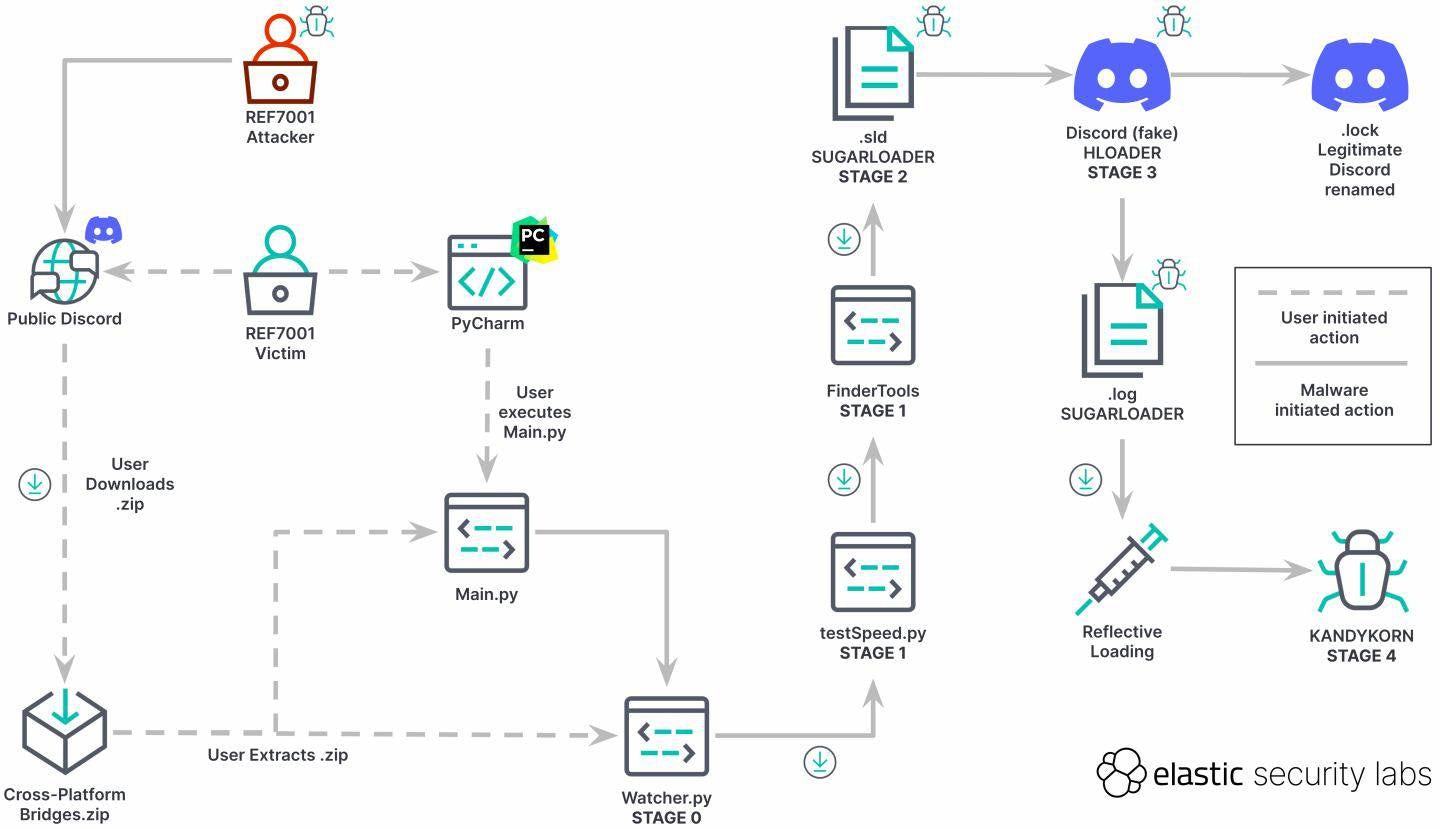 REF7001
Attacker
Public Discord
REF7001
Victim
PC
PyCharm
User
executes
Main.py
User
Downloads
.zip
Main.py
User Extracts .zip
Cross-Platform
Bridges.zip
Watcher.py
STAGE 0
testSpeed.py
STAGE 1
FinderTools
STAGE 1
.sld
SUGARLOADER
STAGE 2
Discord (fake)
HLOADER
STAGE 3
.lock
Legitimate
Discord
renamed
.log
SUGARLOADER
Reflective
Loading
KANDYKORN
STAGE 4
User initiated
action
Malware
initiated action
elastic security labs